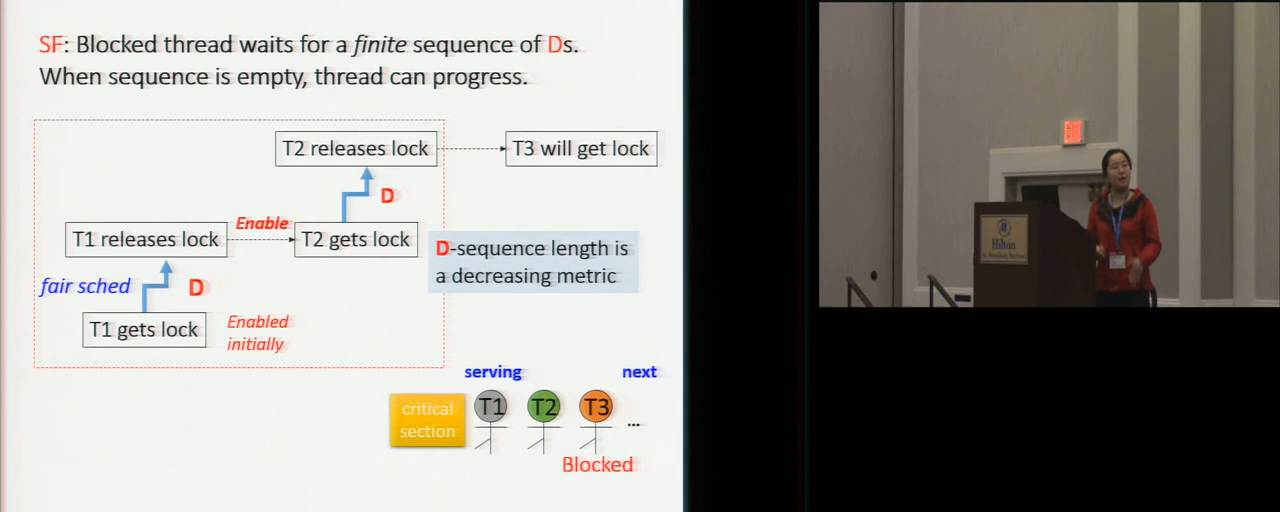 SF: Blocked thread waits for a finite sequence of Ds.
When sequence is empty, thread can progress.
T2 releases lock
T3 will get lock
D
T1 releases lock
Enable
T2 gets lock
D-sequence length is
a decreasing metric
fair sched
D
T1 gets lock
Enabled
initially
serving
next
critical
section
T1
T2
T3
...
Blocked
Hilton